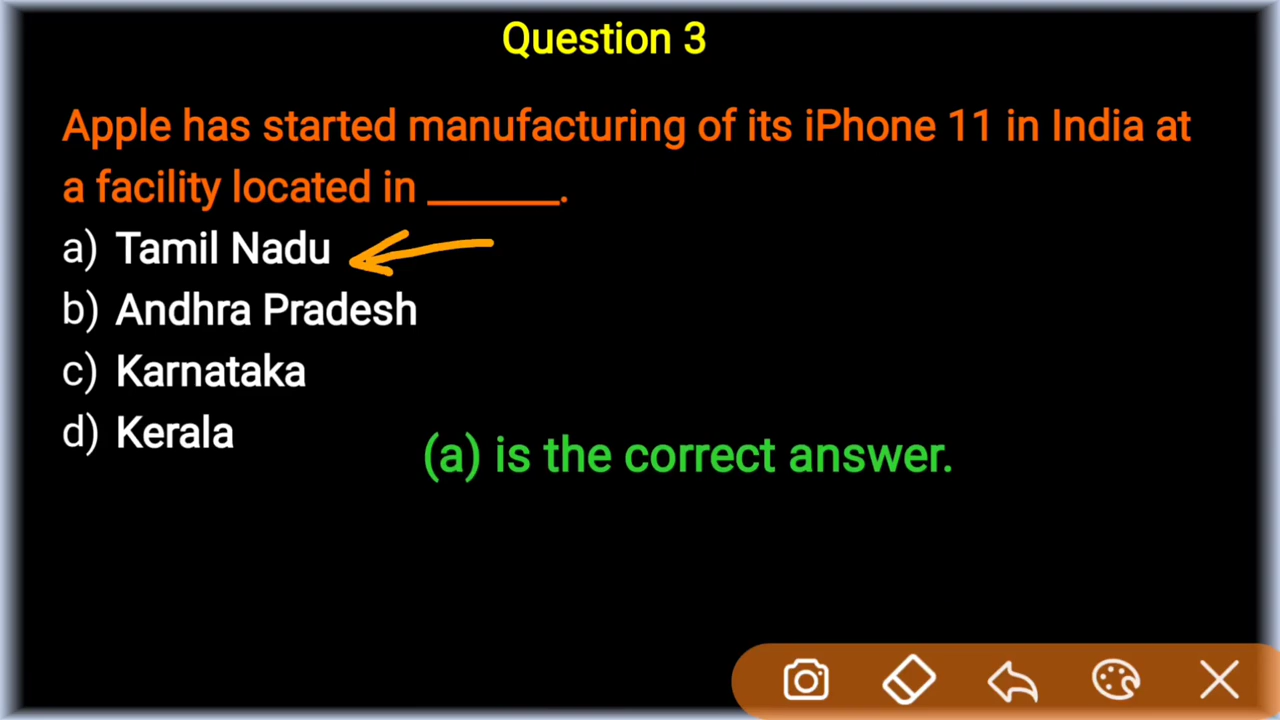 Question 3
Apple has started manufacturing of its iPhone 11 in India at
a facility located in _______.
a) Tamil Nadu
b) Andhra Pradesh
c) Karnataka
d) Kerala
(a) is the correct answer.